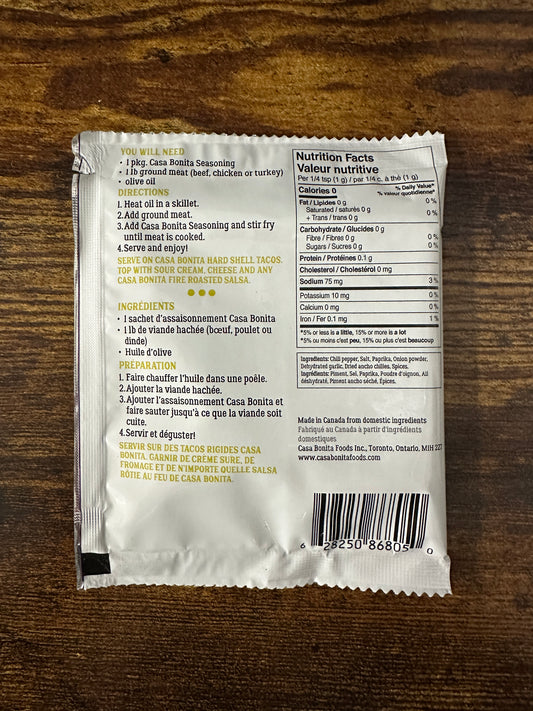 YOU WILL NEED
• 1 pkg. Casa Bonita Seasoning
• 1 lb ground meat (beef, chicken or turkey)
• olive oil
DIRECTIONS
1. Heat oil in a skillet.
2.Add ground meat.
3.Add Casa Bonita Seasoning and stir fry
until meat is cooked.
4.Serve and enjoy!
SERVE ON CASA BONITA HARD SHELL TACOS.
TOP WITH SOUR CREAM, CHEESE AND ANY
CASA BONITA FIRE ROASTED SALSA.
INGRÉDIENTS
• 1 sachet d'assaisonnement Casa Bonita
• 1 lb de viande hachée (bœuf, poulet ou
dinde)
• Huile d'olive
PRÉPARATION
1. Faire chauffer l'huile dans une poêle.
2.Ajouter la viande hachée.
3.Ajouter l'assaisonnement Casa Bonita et
faire sauter jusqu'à ce que la viande soit
cuite.
4.Servir et déguster!
SERVIR SUR DES TACOS RIGIDES CASA
BONITA. GARNIR DE CRÈME SURE, DE
FROMAGE ET DE N'IMPORTE QUELLE SALSA
RÔTIE AU FEU DE CASA BONITA.
Nutrition Facts
Valeur nutritive
Per 1/4 tsp (1 g) / par 1/4 c. à thé (1 g)
Calories 0
% Daily Value*
% valeur quotidienne*
Fat / Lipides 0 g 0 %
Saturated / saturés 0 g
+ Trans / trans 0 g 0 %
Carbohydrate / Glucides 0 g
Fibre / Fibres 0 g 0 %
Sugars / Sucres 0 g 0 %
Protein / Protéines 0.1 g
Cholesterol / Cholestérol 0 mg
Sodium 75 mg 3 %
Potassium 10 mg 0 %
Calcium 0 mg 0 %
Iron / Fer 0.1 mg 1 %
*5% or less is a little, 15% or more is a lot
*5% ou moins c'est peu, 15% ou plus c'est beaucoup
Ingredients: Chili pepper, Salt, Paprika, Onion powder,
Dehydrated garlic, Dried ancho chilies, Spices.
Ingrédients: Piment, Sel, Paprika, Poudre d'oignon, Ail
déshydraté, Piment ancho séché, Épices.
Made in Canada from domestic ingredients
Fabriqué au Canada à partir d'ingrédients
domestiques
Casa Bonita Foods Inc., Toronto, Ontario, M1H 2Z7
www.casabonitafoods.com
6 28250 86805 0